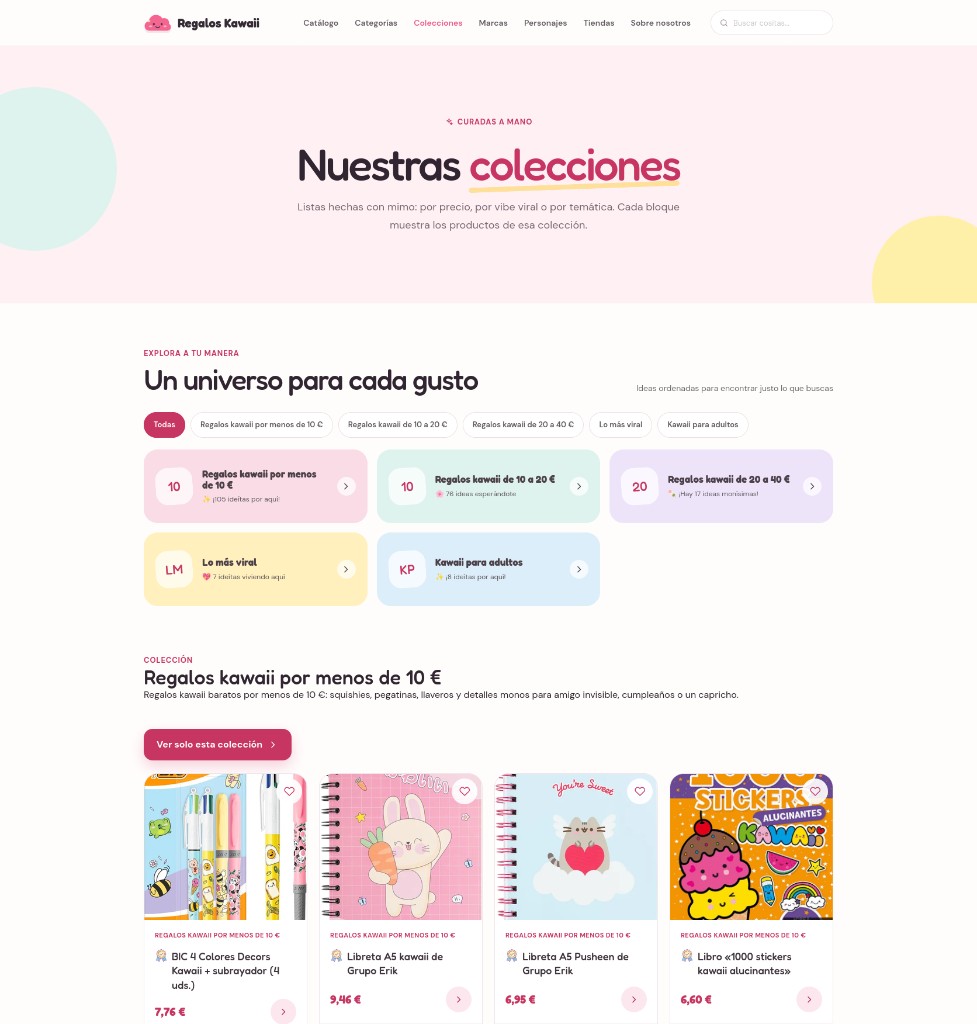 Regalos Kawaii
Catálogo
Categorías
Colecciones
Marcas
Personajes
Tiendas
Sobre nosotros
Buscar cositas...
CURADAS A MANO
Nuestras colecciones
Listas hechas con mimo: por precio, por vibe viral o por temática. Cada bloque
muestra los productos de esa colección.
EXPLORA A TU MANERA
Un universo para cada gusto
Ideas ordenadas para encontrar justo lo que buscas
Todas
Regalos kawaii por menos de 10 €
Regalos kawaii de 10 a 20 €
Regalos kawaii de 20 a 40 €
Lo más viral
Kawaii para adultos
10
Regalos kawaii por menos
de 10 €
✨ ¡105 ideitas por aquí!
10
Regalos kawaii de 10 a 20 €
🌸 76 ideas esperándote
20
Regalos kawaii de 20 a 40 €
¡Hay 17 ideas monísimas!
LM
Lo más viral
💖 7 ideitas viviendo aquí
KP
Kawaii para adultos
✨ ¡8 ideitas por aquí!
COLECCIÓN
Regalos kawaii por menos de 10 €
Regalos kawaii baratos por menos de 10 €: squishies, pegatinas, llaveros y detalles monos para amigo invisible, cumpleaños o un capricho.
Ver solo esta colección
You're Sweet
STICKERS
ALUCINANTES
KAWAII
REGALOS KAWAII POR MENOS DE 10 €
BIC 4 Colores Decors
Kawaii + subrayador (4
uds.)
7,76 €
REGALOS KAWAII POR MENOS DE 10 €
Libreta A5 kawaii de
Grupo Erik
9,46 €
REGALOS KAWAII POR MENOS DE 10 €
Libreta A5 Pusheen de
Grupo Erik
6,95 €
REGALOS KAWAII POR MENOS DE 10 €
Libro «1000 stickers
kawaii alucinantes»
6,60 €